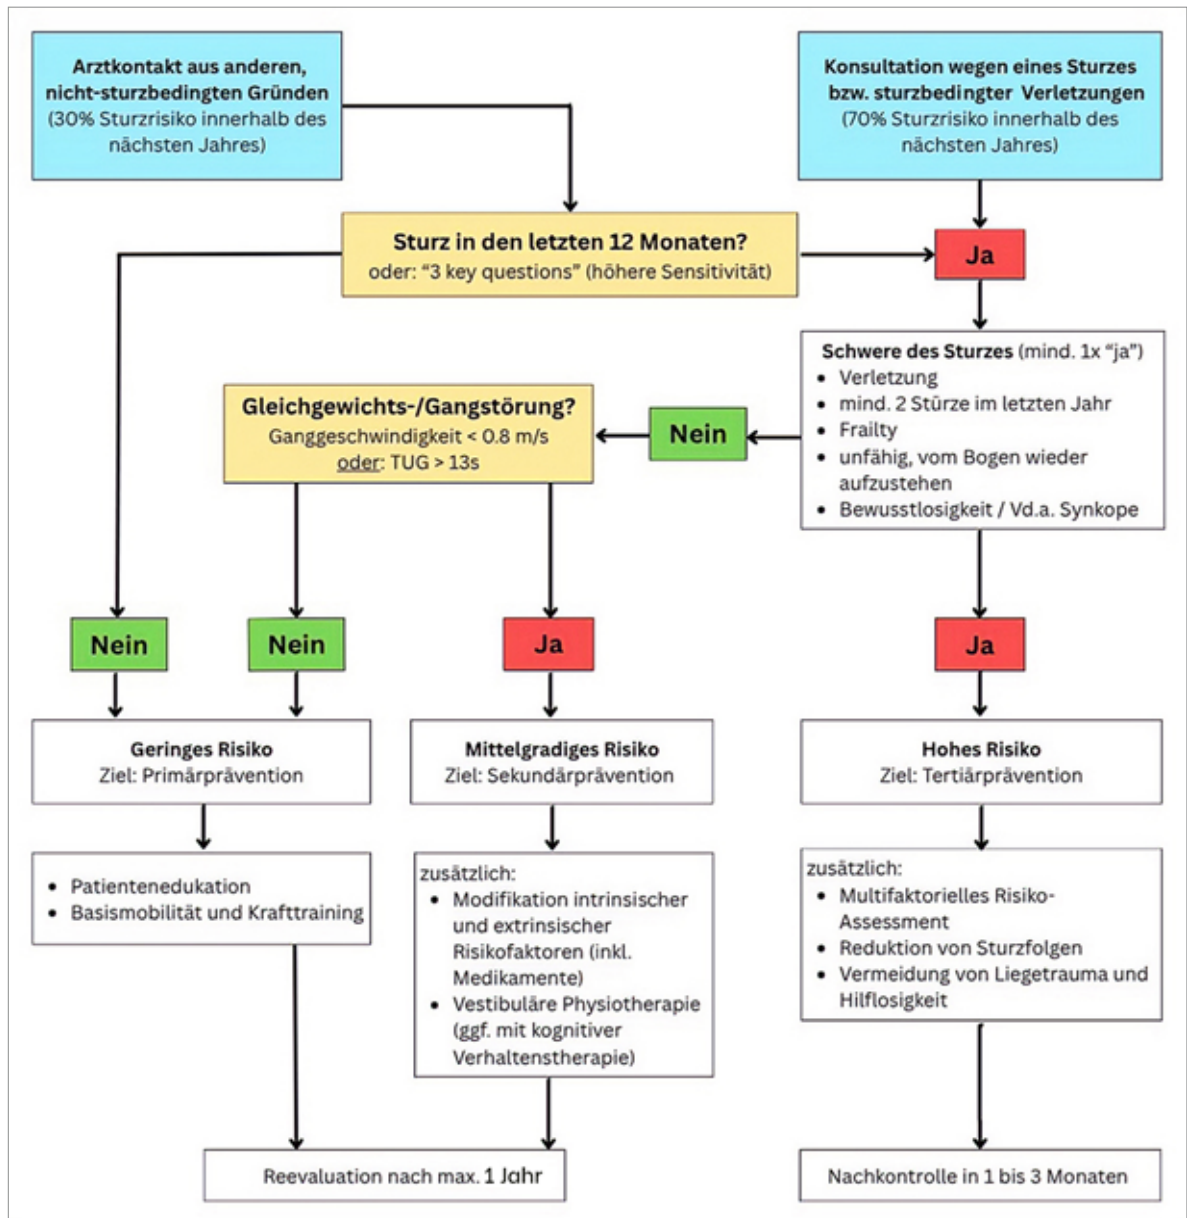 Arztkontakt aus anderen,
nicht-sturzbedingten Gründen
(30% Sturzrisiko innerhalb des
nächsten Jahres)
Konsultation wegen eines Sturzes
bzw. sturzbedingter Verletzungen
(70% Sturzrisiko innerhalb des
nächsten Jahres)
Sturz in den letzten 12 Monaten?
oder: “3 key questions” (höhere Sensitivität)
Ja
Schwere des Sturzes (mind. 1x “ja”)
• Verletzung
• mind. 2 Stürze im letzten Jahr
• Frailty
• unfähig, vom Bogen wieder
aufzustehen
• Bewusstlosigkeit / Vd.a. Synkope
Nein
Gleichgewichts-/Gangstörung?
Ganggeschwindigkeit < 0.8 m/s
oder: TUG > 13s
Nein
Nein
Ja
Ja
Geringes Risiko
Ziel: Primärprävention
Mittelgradiges Risiko
Ziel: Sekundärprävention
Hohes Risiko
Ziel: Tertiärprävention
• Patientenedukation
• Basismobilität und Krafttraining
zusätzlich:
• Modifikation intrinsischer
und extrinsischer
Risikofaktoren (inkl.
Medikamente)
• Vestibuläre Physiotherapie
(ggf. mit kognitiver
Verhaltenstherapie)
zusätzlich:
• Multifaktorielles Risiko-
Assessment
• Reduktion von Sturzfolgen
• Vermeidung von Liegetrauma und
Hilflosigkeit
Reevaluation nach max. 1 Jahr
Nachkontrolle in 1 bis 3 Monaten